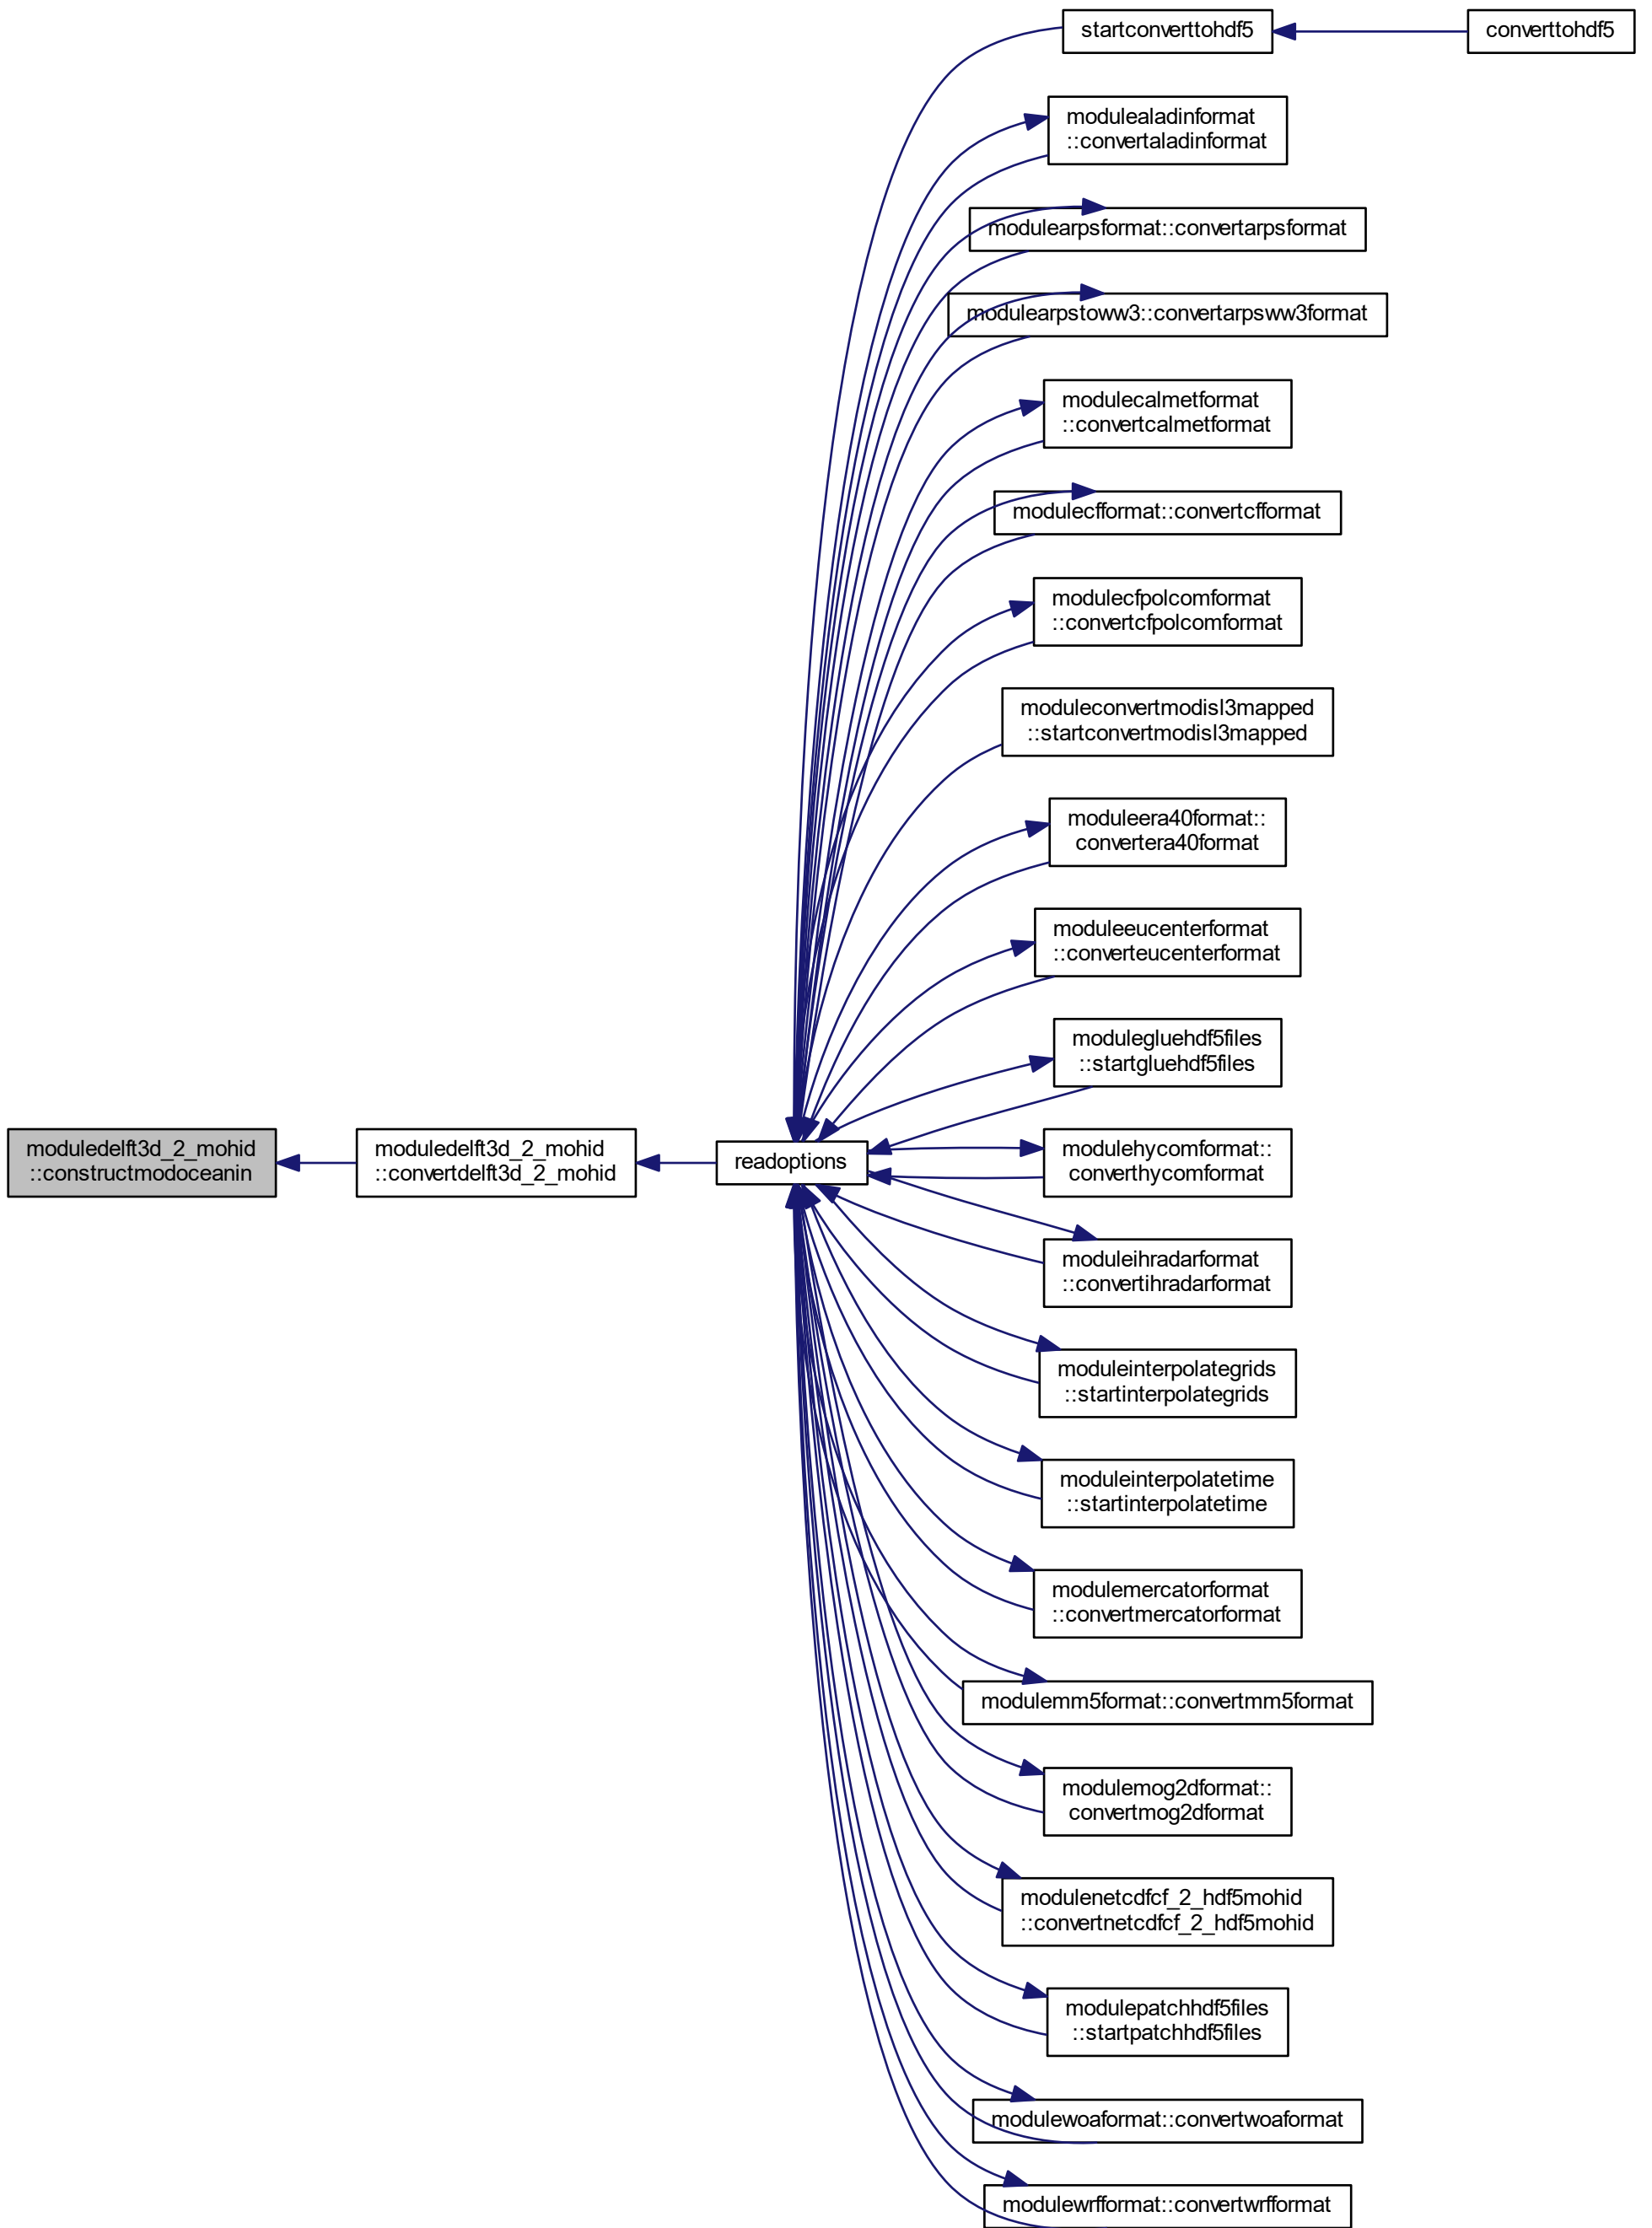 startconverttohdf5
converttohdf5
modulealadinformat
::convertaladinformat
modulearpsformat::convertarpsformat
modulearpstoww3::convertarpsww3format
modulecalmetformat
::convertcalmetformat
modulecfformat::convertcfformat
modulecfpolcomformat
::convertcfpolcomformat
moduleconvertmodisl3mapped
::startconvertmodisl3mapped
moduleera40format::
convertera40format
moduleeucenterformat
::converteucenterformat
modulegluehdf5files
::startgluehdf5files
moduledelft3d_2_mohid
::constructmodoceanin
moduledelft3d_2_mohid
::convertdelft3d_2_mohid
readoptions
modulehycomformat::
converthycomformat
moduleihradarformat
::convertihradarformat
moduleinterpolategrids
::startinterpolategrids
moduleinterpolatetime
::startinterpolatetime
modulemercatorformat
::convertmercatorformat
modulemm5format::convertmm5format
modulemog2dformat::
convertmog2dformat
modulenetcdfcf_2_hdf5mohid
::convertnetcdfcf_2_hdf5mohid
modulepatchhdf5files
::startpatchhdf5files
modulewoaformat::convertwoaformat
modulewrfformat::convertwrfformat